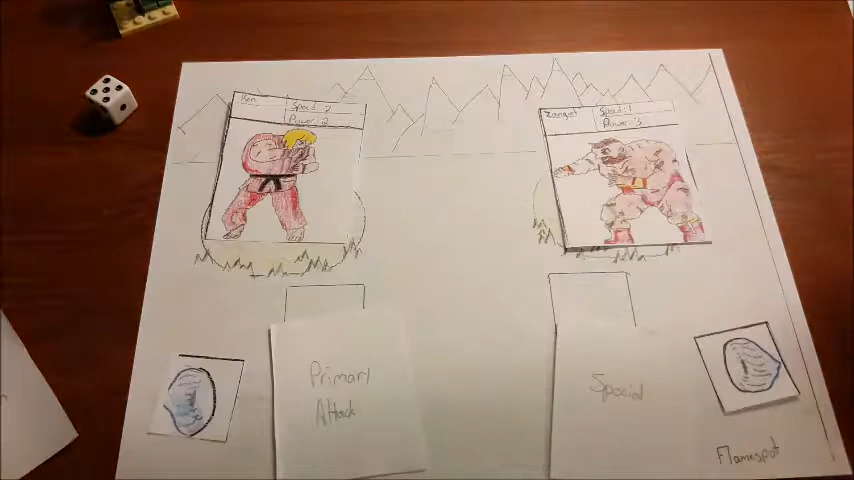 Ken
Speed 2
Power 2
Zangief
Speed 1
Power 3
Primary
Attack
Special
Flamespot